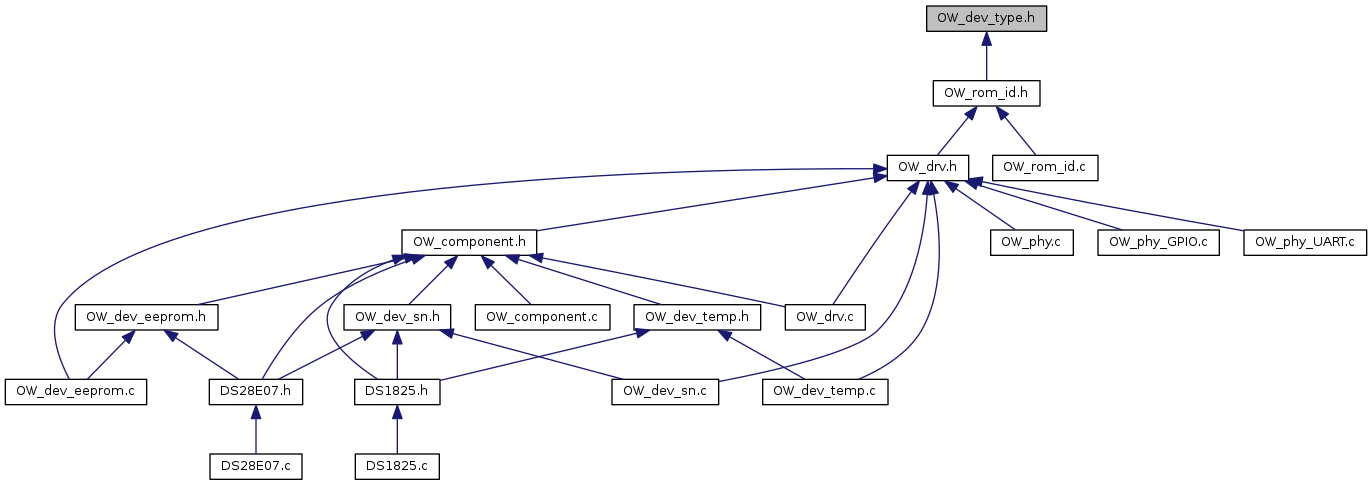 OW_dev_type.h
OW_rom_id.h
OW_drv.h
OW_rom_id.c
OW_component.h
OW_phy.c
OW_phy_GPIO.c
OW_phy_UART.c
OW_dev_eeprom.h
OW_dev_sn.h
OW_component.c
OW_dev_temp.h
OW_drv.c
OW_dev_eeprom.c
DS28E07.h
DS1825.h
OW_dev_sn.c
OW_dev_temp.c
DS28E07.c
DS1825.c